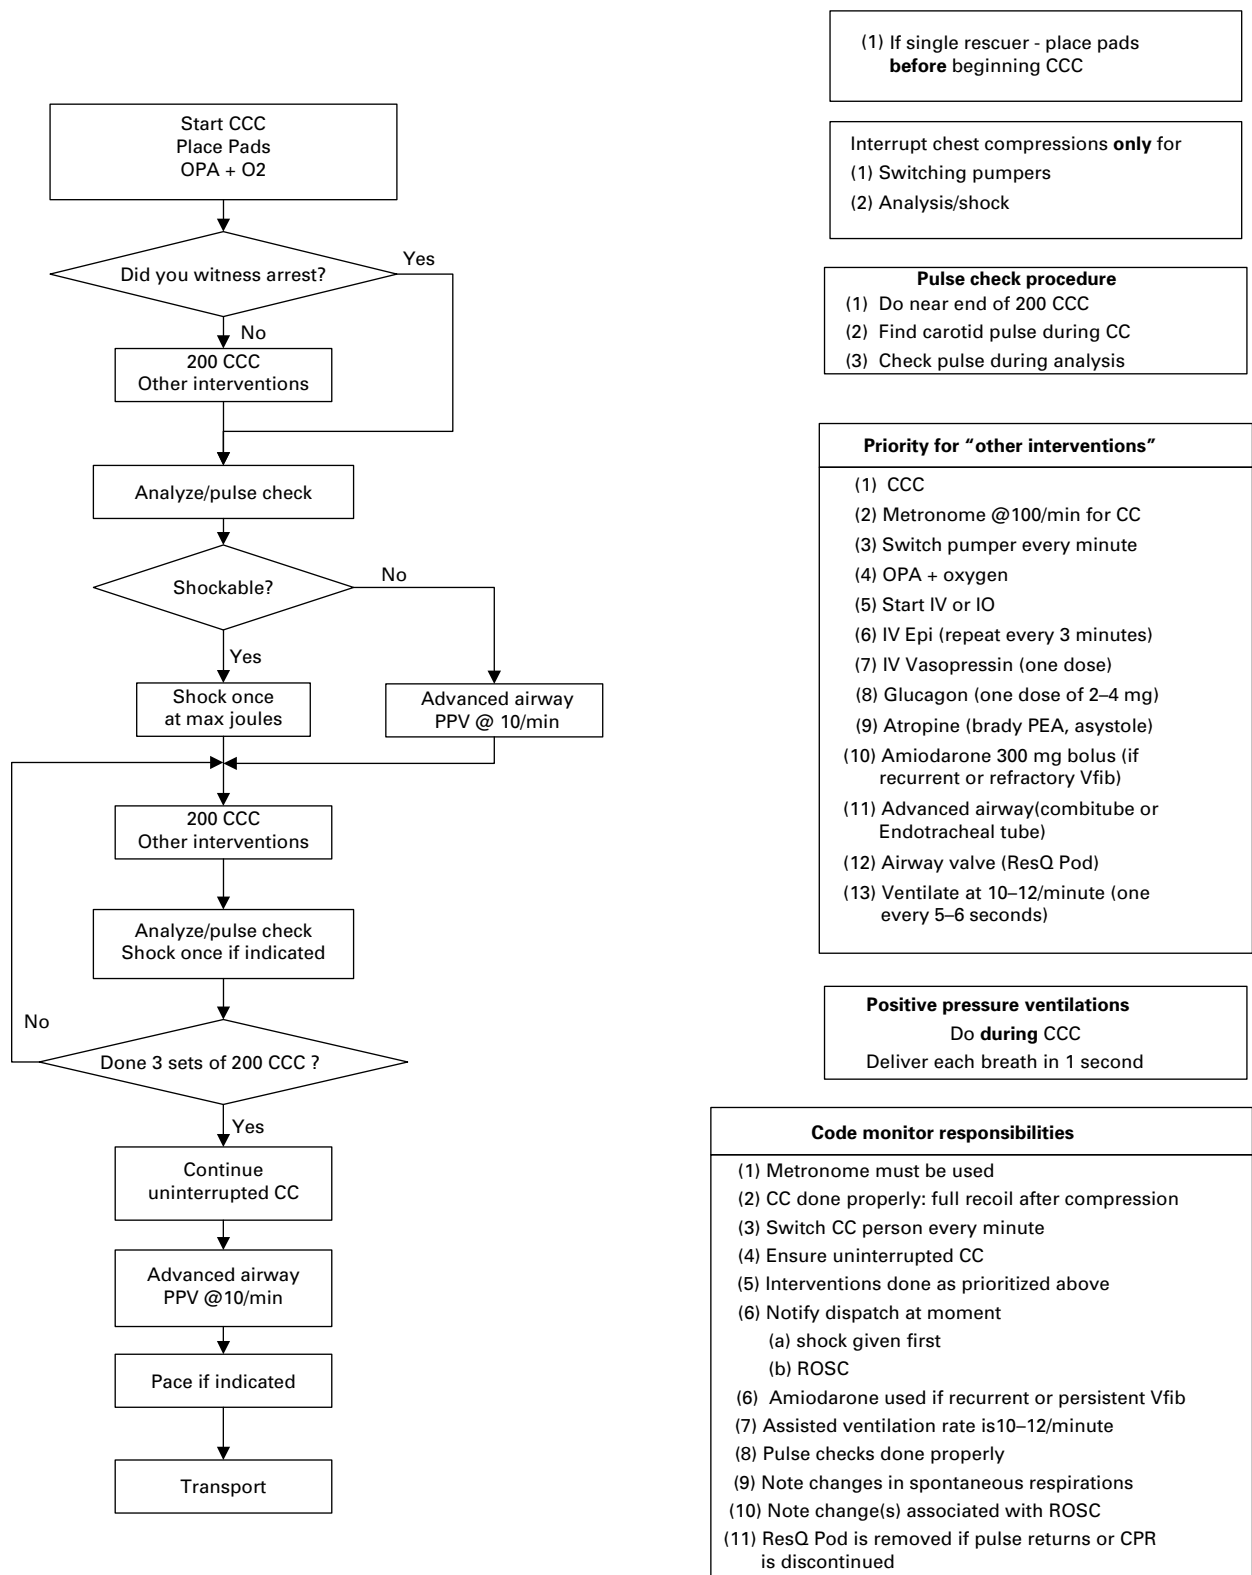 Start CCC
Place Pads
OPA + O2
Did you witness arrest?
Yes
No
200 CCC
Other interventions
Analyze/pulse check
Shockable?
No
Yes
Shock once
at max joules
Advanced airway
PPV @ 10/min
200 CCC
Other interventions
Analyze/pulse check
Shock once if indicated
No
Done 3 sets of 200 CCC ?
Yes
Continue
uninterrupted CC
Advanced airway
PPV @10/min
Pace if indicated
Transport
(1) If single rescuer - place pads
before beginning CCC
Interrupt chest compressions only for
(1) Switching pumpers
(2) Analysis/shock
Pulse check procedure
(1) Do near end of 200 CCC
(2) Find carotid pulse during CC
(3) Check pulse during analysis
Priority for “other interventions”
(1) CCC
(2) Metronome @100/min for CC
(3) Switch pumper every minute
(4) OPA + oxygen
(5) Start IV or IO
(6) IV Epi (repeat every 3 minutes)
(7) IV Vasopressin (one dose)
(8) Glucagon (one dose of 2–4 mg)
(9) Atropine (brady PEA, asystole)
(10) Amiodarone 300 mg bolus (if
recurrent or refractory Vfib)
(11) Advanced airway(combitube or
Endotracheal tube)
(12) Airway valve (ResQ Pod)
(13) Ventilate at 10–12/minute (one
every 5–6 seconds)
Positive pressure ventilations
Do during CCC
Deliver each breath in 1 second
Code monitor responsibilities
(1) Metronome must be used
(2) CC done properly: full recoil after compression
(3) Switch CC person every minute
(4) Ensure uninterrupted CC
(5) Interventions done as prioritized above
(6) Notify dispatch at moment
(a) shock given first
(b) ROSC
(6) Amiodarone used if recurrent or persistent Vfib
(7) Assisted ventilation rate is10–12/minute
(8) Pulse checks done properly
(9) Note changes in spontaneous respirations
(10) Note change(s) associated with ROSC
(11) ResQ Pod is removed if pulse returns or CPR
is discontinued